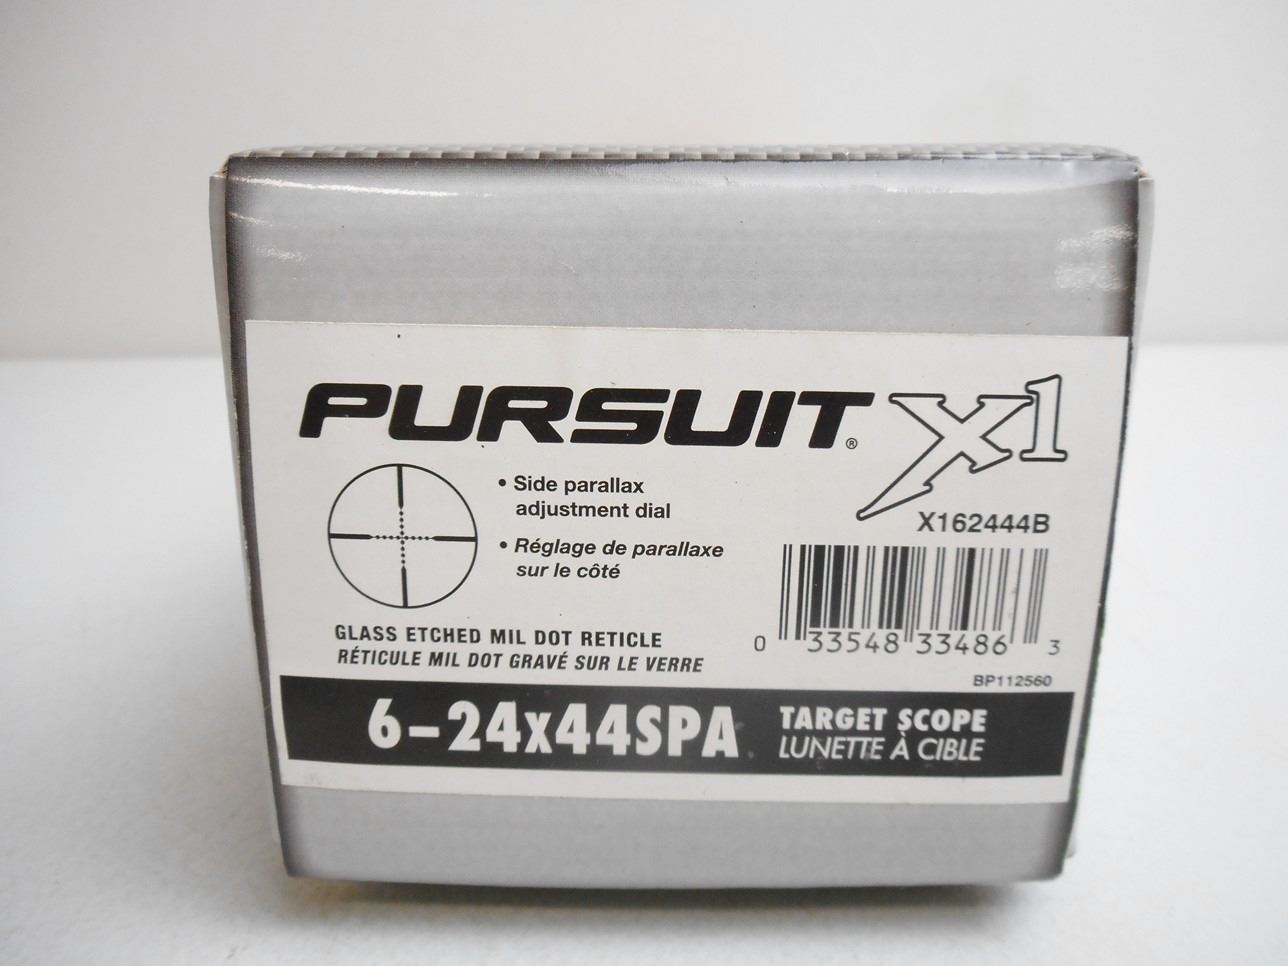 PURSUIT® X1
• Side parallax
adjustment dial
• Réglage de parallaxe
sur le côté
X162444B
0 33548 33486 3
GLASS ETCHED MIL DOT RETICLE
RÉTICULE MIL DOT GRAVÉ SUR LE VERRE
BP112560
6-24x44SPA TARGET SCOPE
LUNETTE À CIBLE